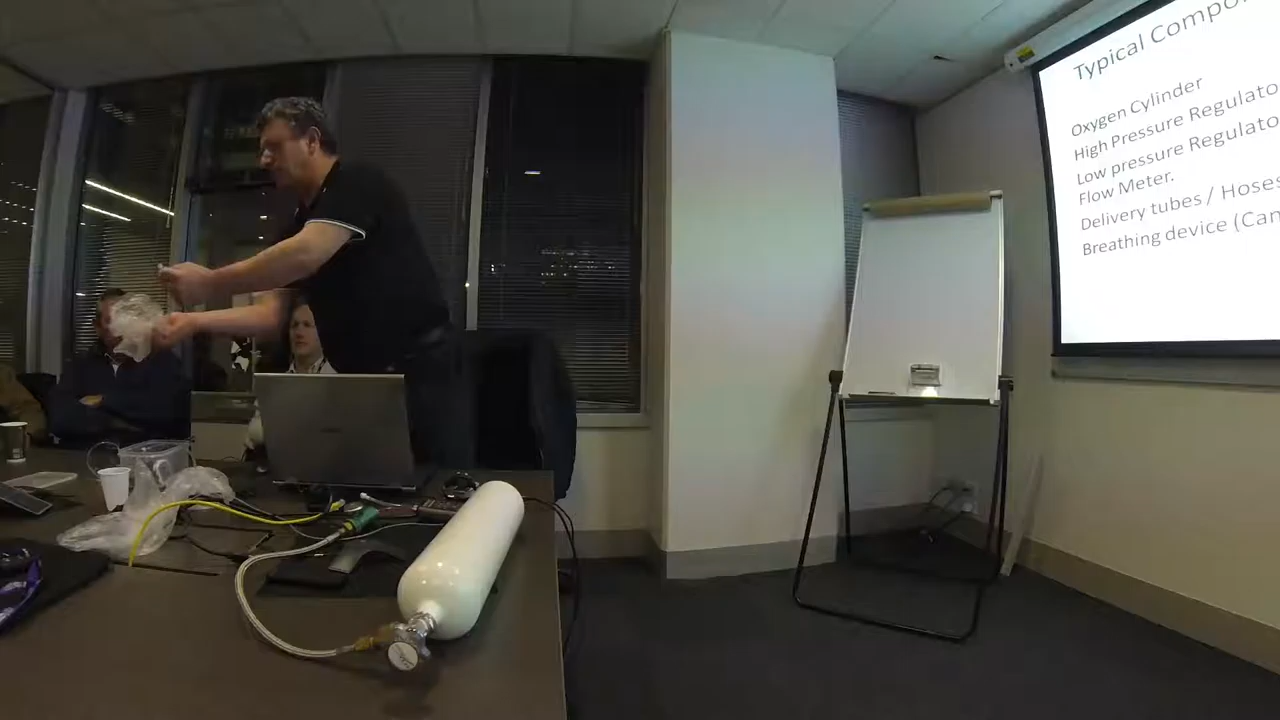 Typical Compo
Oxygen Cylinder
High Pressure Regulato
Low pressure Regulato
Flow Meter.
Delivery tubes / Hoses
Breathing device (Can